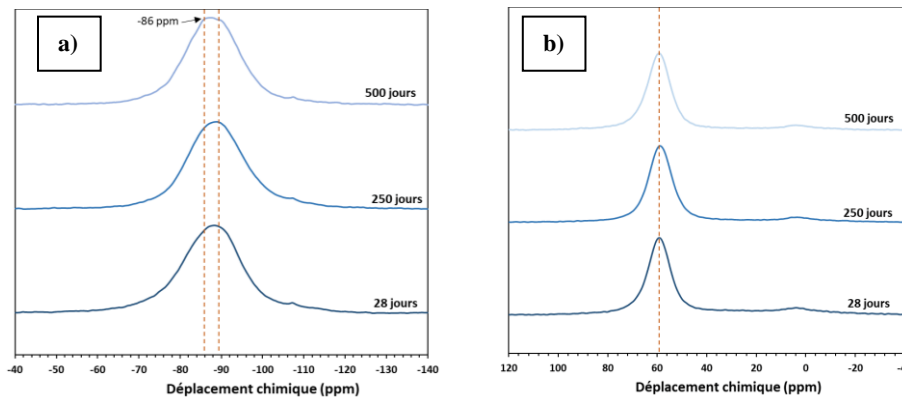 a)
-86 ppm
500 jours
250 jours
28 jours
-40 -50 -60 -70 -80 -90 -100 -110 -120 -130 -140
Déplacement chimique (ppm)
b)
500 jours
250 jours
28 jours
120 100 80 60 40 20 0 -20
Déplacement chimique (ppm)